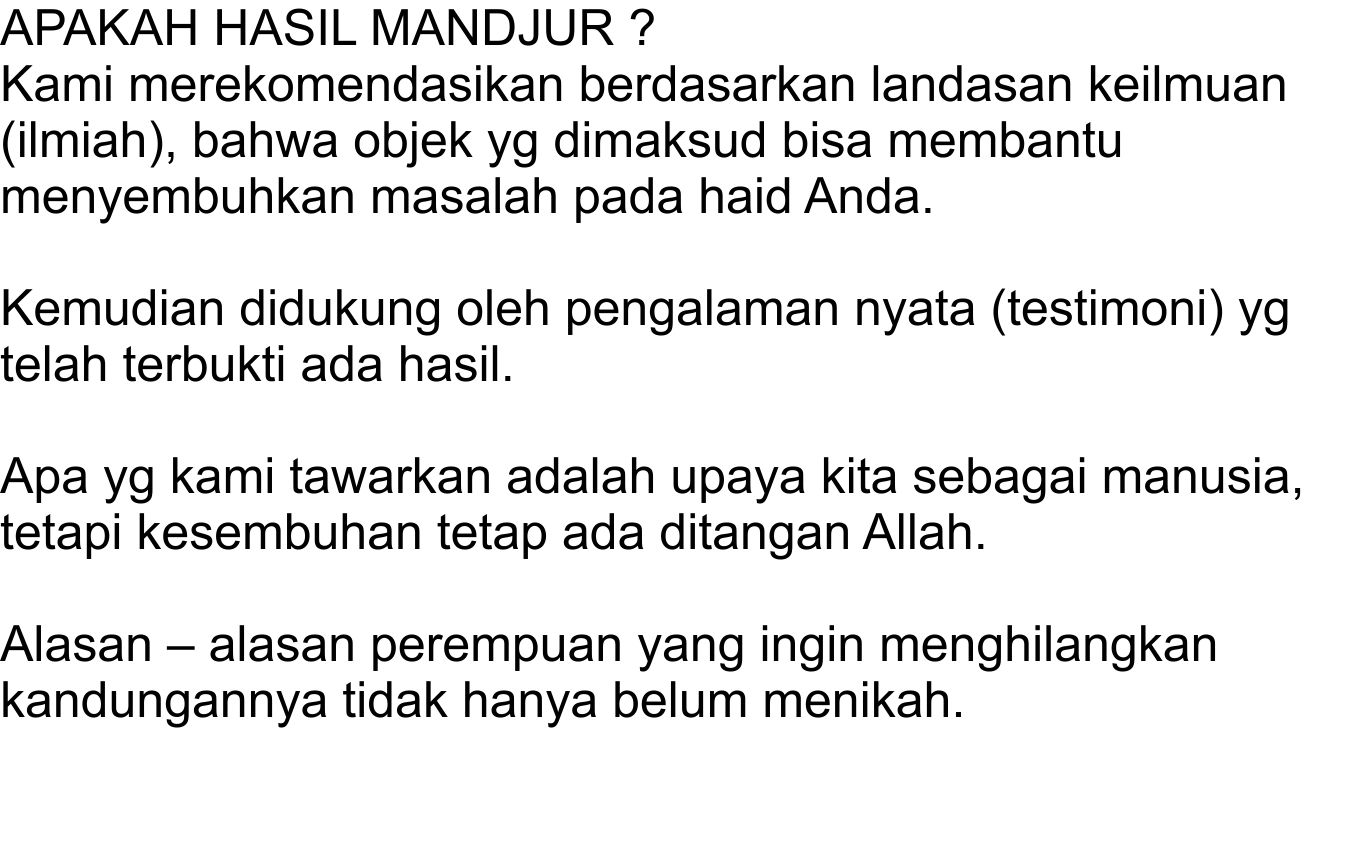 APAKAH HASIL MANDJUR ?
Kami merekomendasikan berdasarkan landasan keilmuan
(ilmiah), bahwa objek yg dimaksud bisa membantu
menyembuhkan masalah pada haid Anda.
Kemudian didukung oleh pengalaman nyata (testimoni) yg
telah terbukti ada hasil.
Apa yg kami tawarkan adalah upaya kita sebagai manusia,
tetapi kesembuhan tetap ada ditangan Allah.
Alasan – alasan perempuan yang ingin menghilangkan
kandungannya tidak hanya belum menikah.